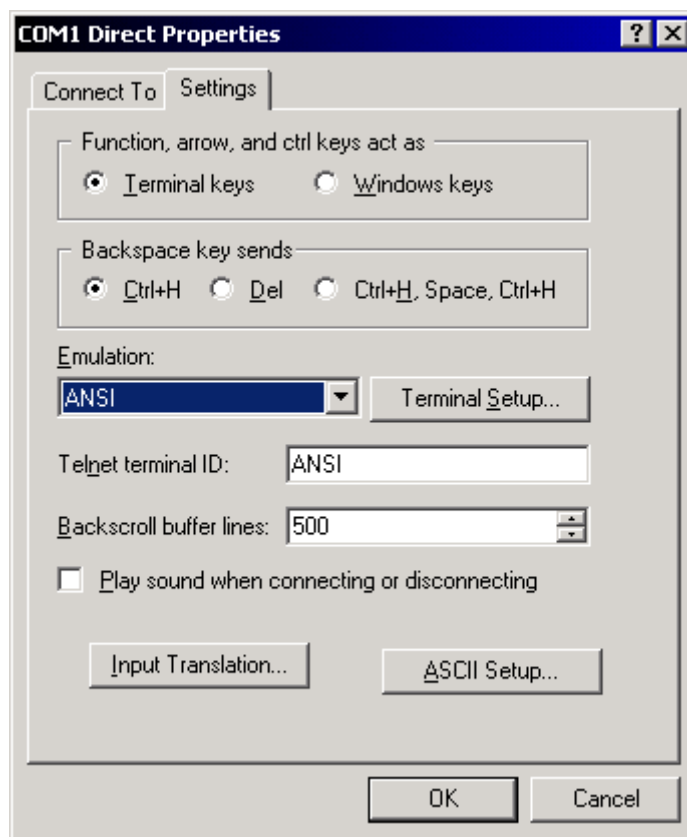 COM1 Direct Properties
Connect To Settings
Function, arrow, and ctrl keys act as
Terminal keys Windows keys
Backspace key sends
Ctrl+H Del Ctrl+H, Space, Ctrl+H
Emulation:
ANSI Terminal Setup...
Telnet terminal ID: ANSI
Backscroll buffer lines: 500
Play sound when connecting or disconnecting
Input Translation... ASCII Setup...
OK Cancel